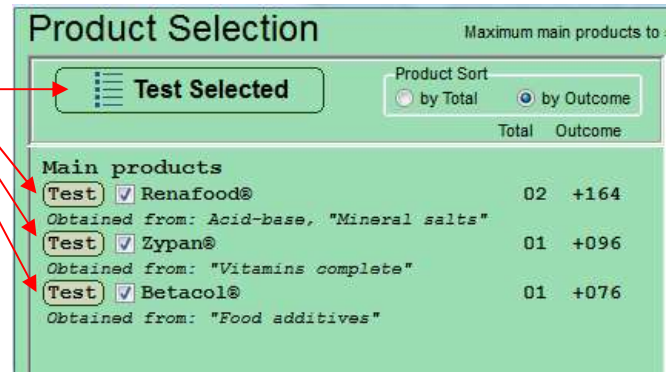 Product Selection
Maximum main products to
Test Selected
Product Sort
by Total by Outcome
Total Outcome
Main products
Test Renafood® 02 +164
Obtained from: Acid-base, "Mineral salts"
Test Zypan® 01 +096
Obtained from: "Vitamins complete"
Test Betacol® 01 +076
Obtained from: "Food additives"